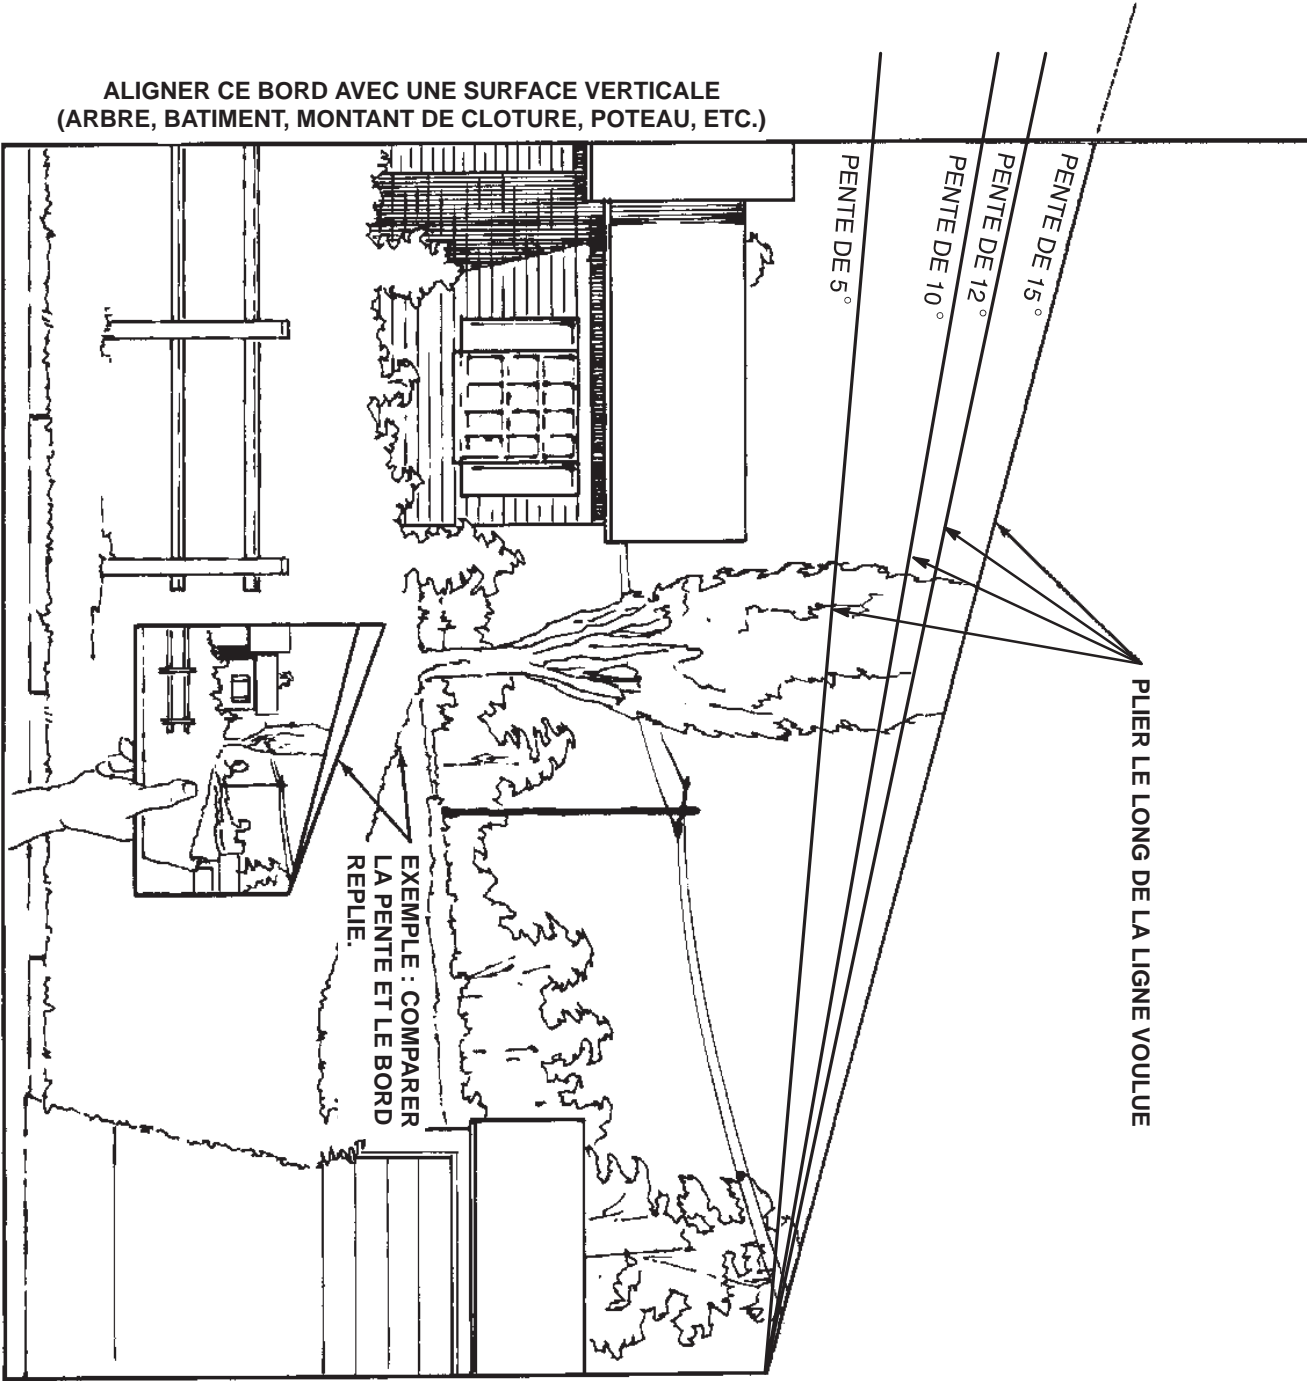 ALIGNER CE BORD AVEC UNE SURFACE VERTICALE
(ARBRE, BATIMENT, MONTANT DE CLOTURE, POTEAU, ETC.)
PENTE DE 5°
PENTE DE 10°
PENTE DE 12°
PENTE DE 15°
PLIER LE LONG DE LA LIGNE VOULUE
EXEMPLE : COMPARER
LA PENTE ET LE BORD
REPLIE.